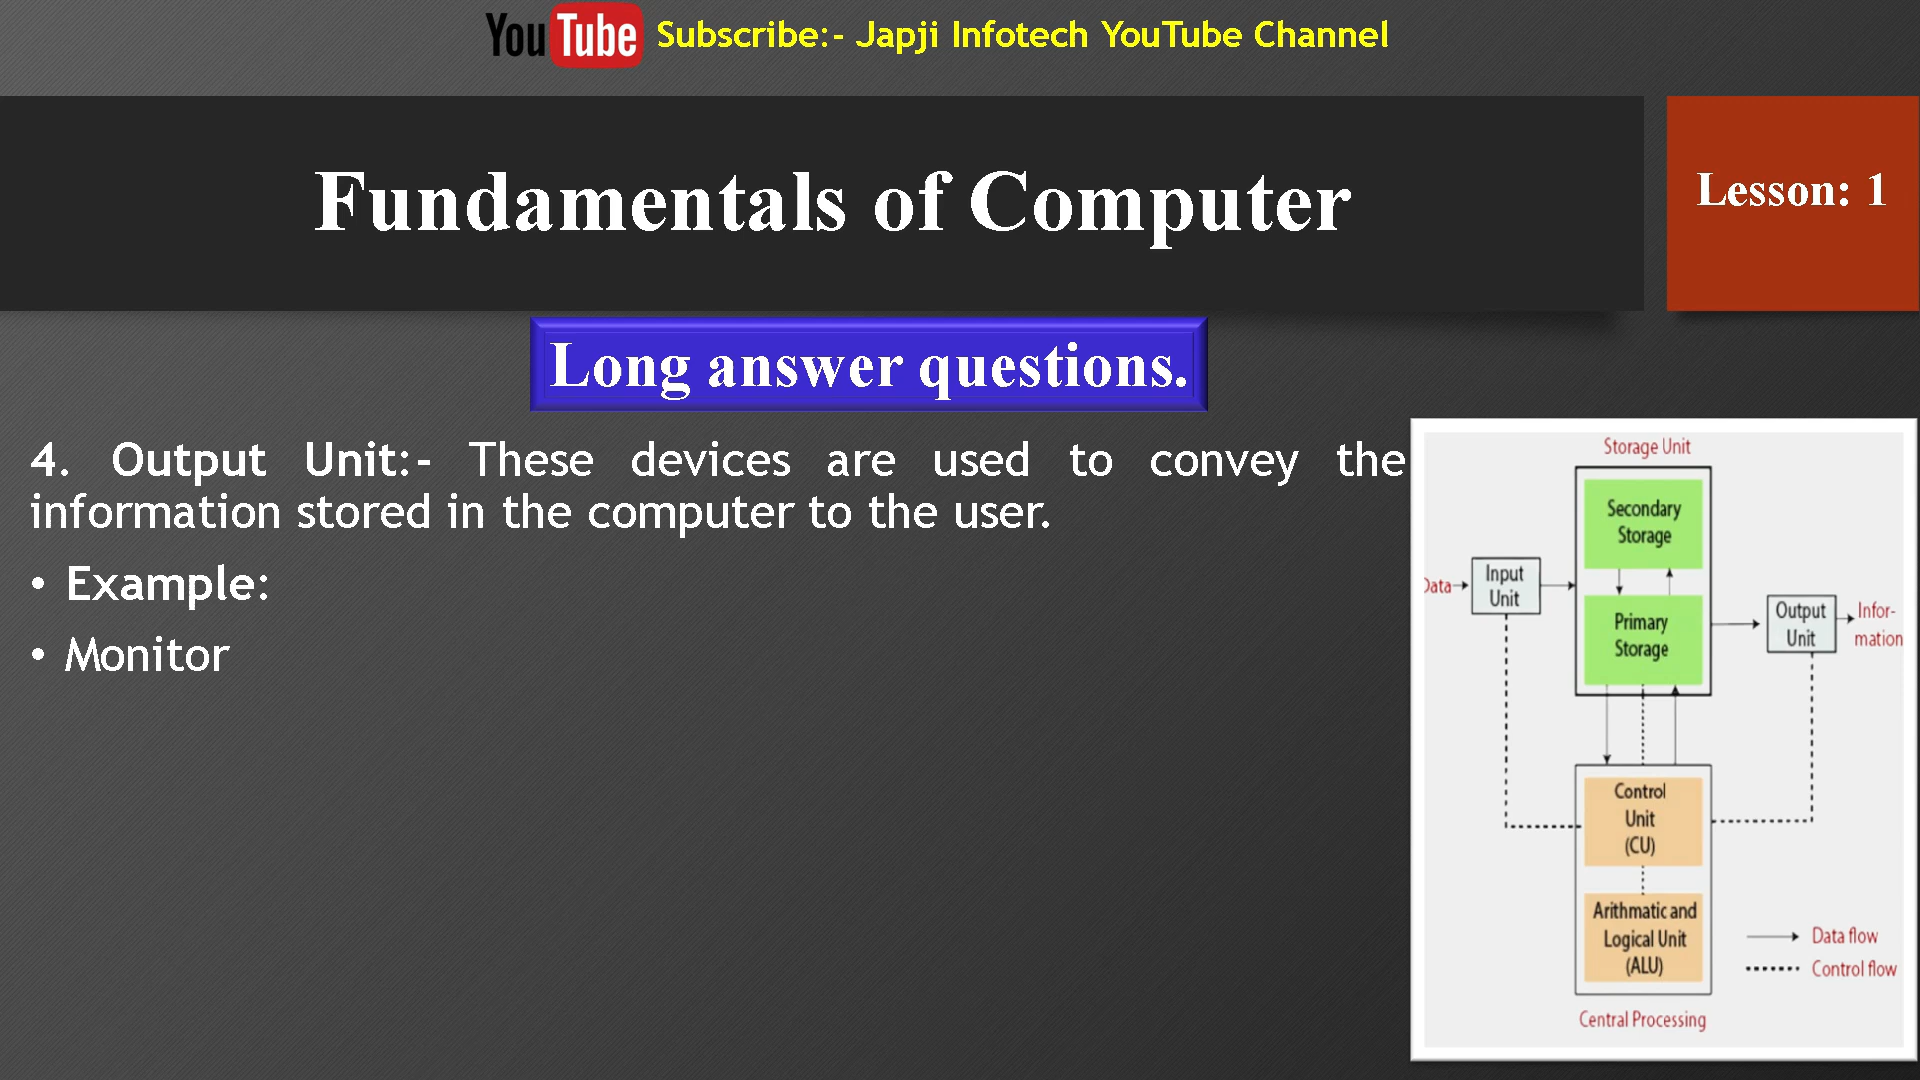 YouTube Subscribe:- Japji Infotech YouTube Channel
Fundamentals of Computer
Lesson: 1
Long answer questions.
4. Output Unit:- These devices are used to convey the
information stored in the computer to the user.
• Example:
• Monitor
Storage Unit
Secondary
Storage
Data
Input
Unit
Primary
Storage
Output
Unit
Infor-
mation
Control
Unit
(CU)
Arithmatic and
Logical Unit
(ALU)
Data flow
Control flow
Central Processing